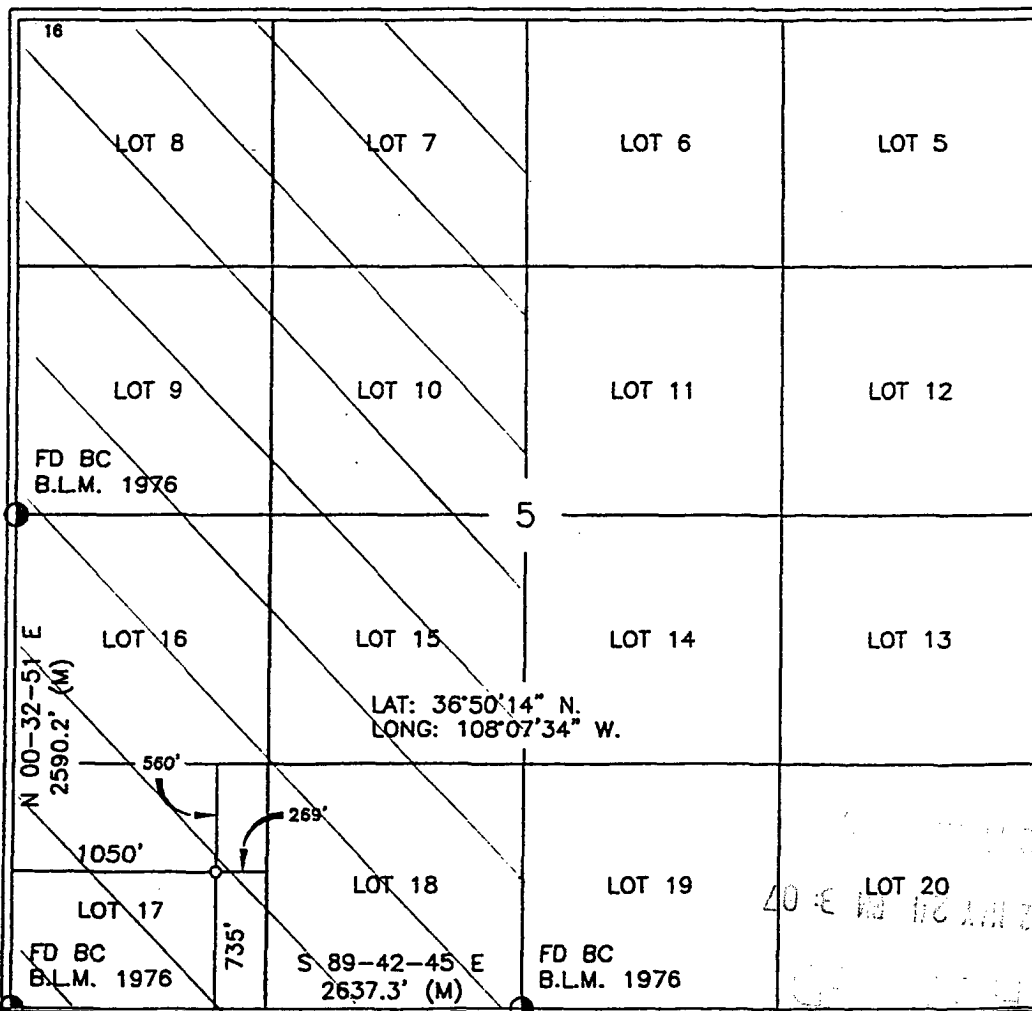 16
LOT 8
LOT 7
LOT 6
LOT 5
LOT 9
LOT 10
LOT 11
LOT 12
FD BC
B.L.M. 1976
5
LOT 16
LOT 15
LOT 14
LOT 13
N 00-32-51 E
2590.2' (M)
LAT: 36°50'14" N.
LONG: 108°07'34" W.
560'
269'
1050'
LOT 17
735'
LOT 18
LOT 19
LOT 20
FD BC
B.L.M. 1976
S 89-42-45 E
2637.3' (M)
FD BC
B.L.M. 1976